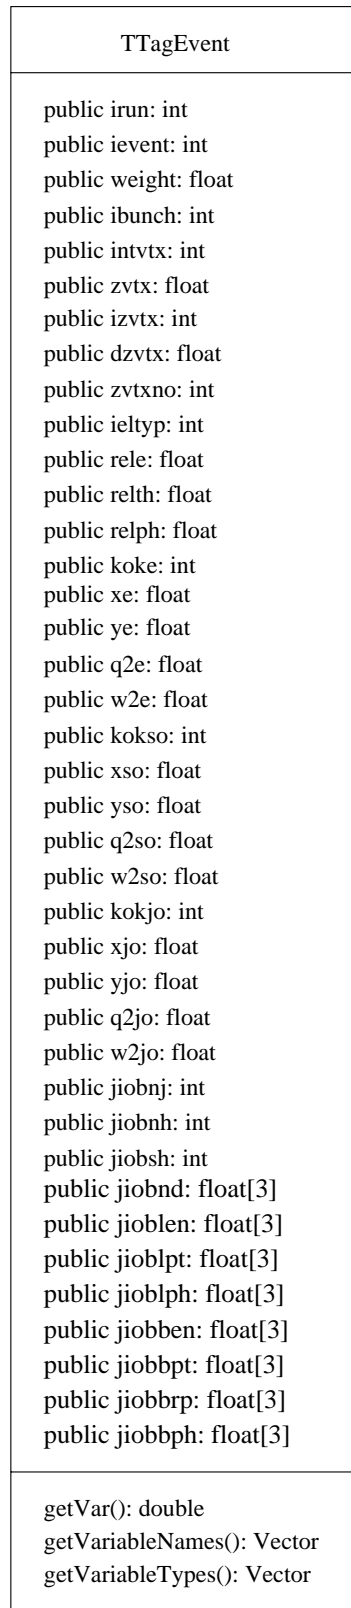 TTagEvent
public irun: int
public ievent: int
public weight: float
public ibunch: int
public intvtx: int
public zvtx: float
public izvtx: int
public dzvtx: float
public zvtxno: int
public ieltyp: int
public rele: float
public relth: float
public relph: float
public koke: int
public xe: float
public ye: float
public q2e: float
public w2e: float
public kokso: int
public xso: float
public yso: float
public q2so: float
public w2so: float
public kokjo: int
public xjo: float
public yjo: float
public q2jo: float
public w2jo: float
public jiobnj: int
public jiobnh: int
public jiobsh: int
public jiobnd: float[3]
public jioblen: float[3]
public jioblpt: float[3]
public jioblph: float[3]
public jiobben: float[3]
public jiobbpt: float[3]
public jiobbrp: float[3]
public jiobbph: float[3]
getVar(): double
getVariableNames(): Vector
getVariableTypes(): Vector